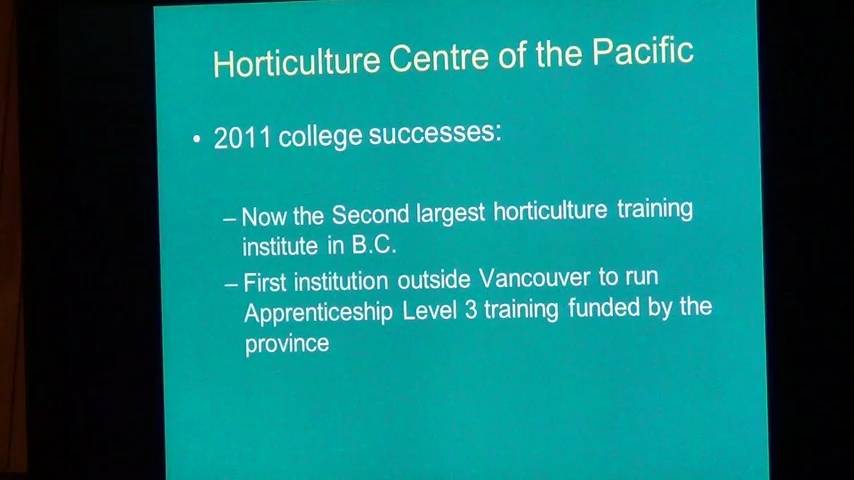 Horticulture Centre of the Pacific
• 2011 college successes:
– Now the Second largest horticulture training
institute in B.C.
– First institution outside Vancouver to run
Apprenticeship Level 3 training funded by the
province